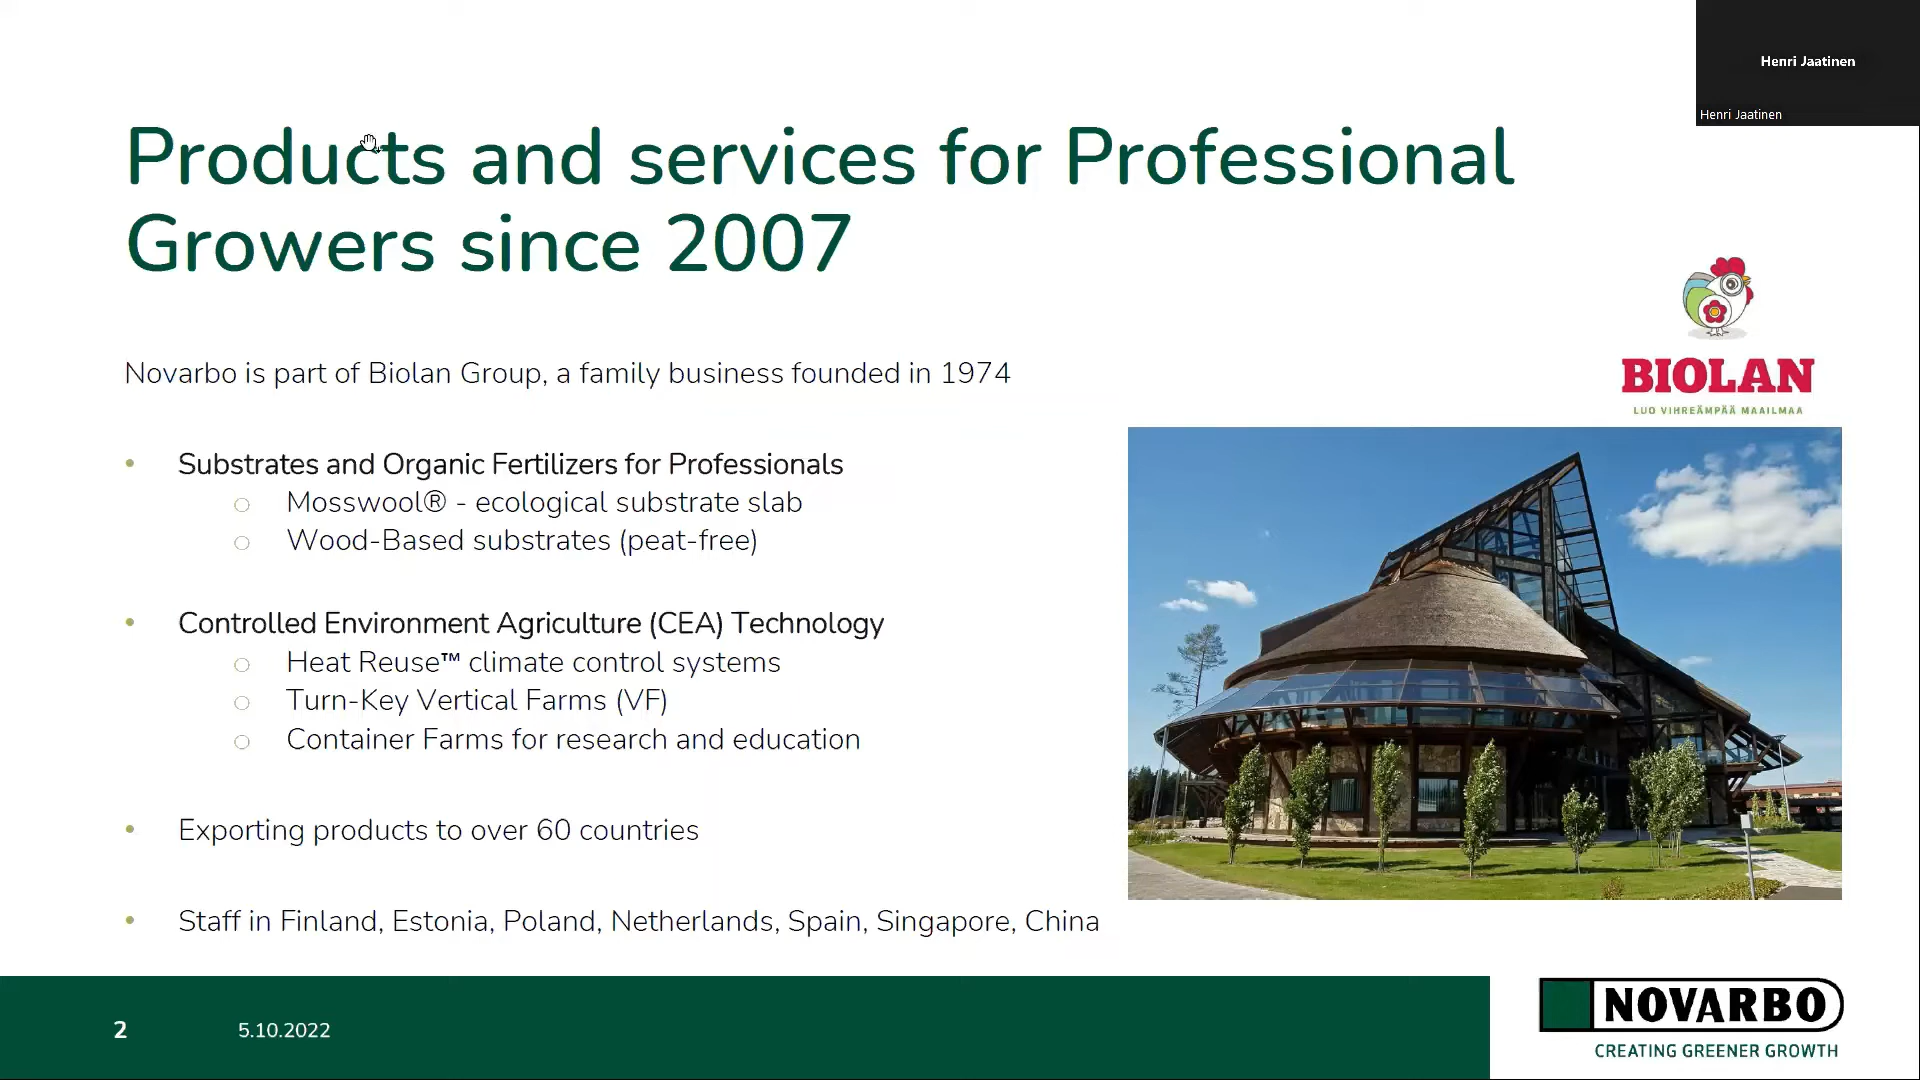 Henri Jaatinen
Henri Jaatinen
Products and services for Professional
Growers since 2007
BIOLAN
LUO VIHREÄMPÄÄ MAAILMAA
Novarbo is part of Biolan Group, a family business founded in 1974
• Substrates and Organic Fertilizers for Professionals
○ Mosswool® - ecological substrate slab
○ Wood-Based substrates (peat-free)
• Controlled Environment Agriculture (CEA) Technology
○ Heat Reuse™ climate control systems
○ Turn-Key Vertical Farms (VF)
○ Container Farms for research and education
• Exporting products to over 60 countries
• Staff in Finland, Estonia, Poland, Netherlands, Spain, Singapore, China
2
5.10.2022
NOVARBO
CREATING GREENER GROWTH